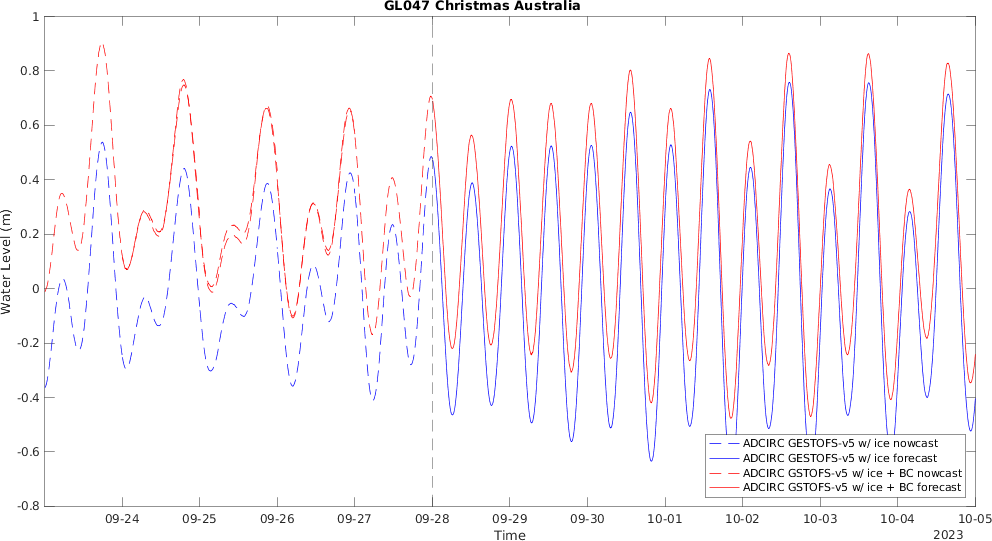 GL047 Christmas Australia
Water Level (m)
1
0.8
0.6
0.4
0.2
0
-0.2
-0.4
-0.6
-0.8
ADCIRC GESTOFS-v5 w/ ice nowcast
ADCIRC GESTOFS-v5 w/ ice forecast
ADCIRC GSTOFS-v5 w/ ice + BC nowcast
ADCIRC GSTOFS-v5 w/ ice + BC forecast
09-24 09-25 09-26 09-27 09-28 09-29 09-30 10-01 10-02 10-03 10-04 10-05
Time
2023